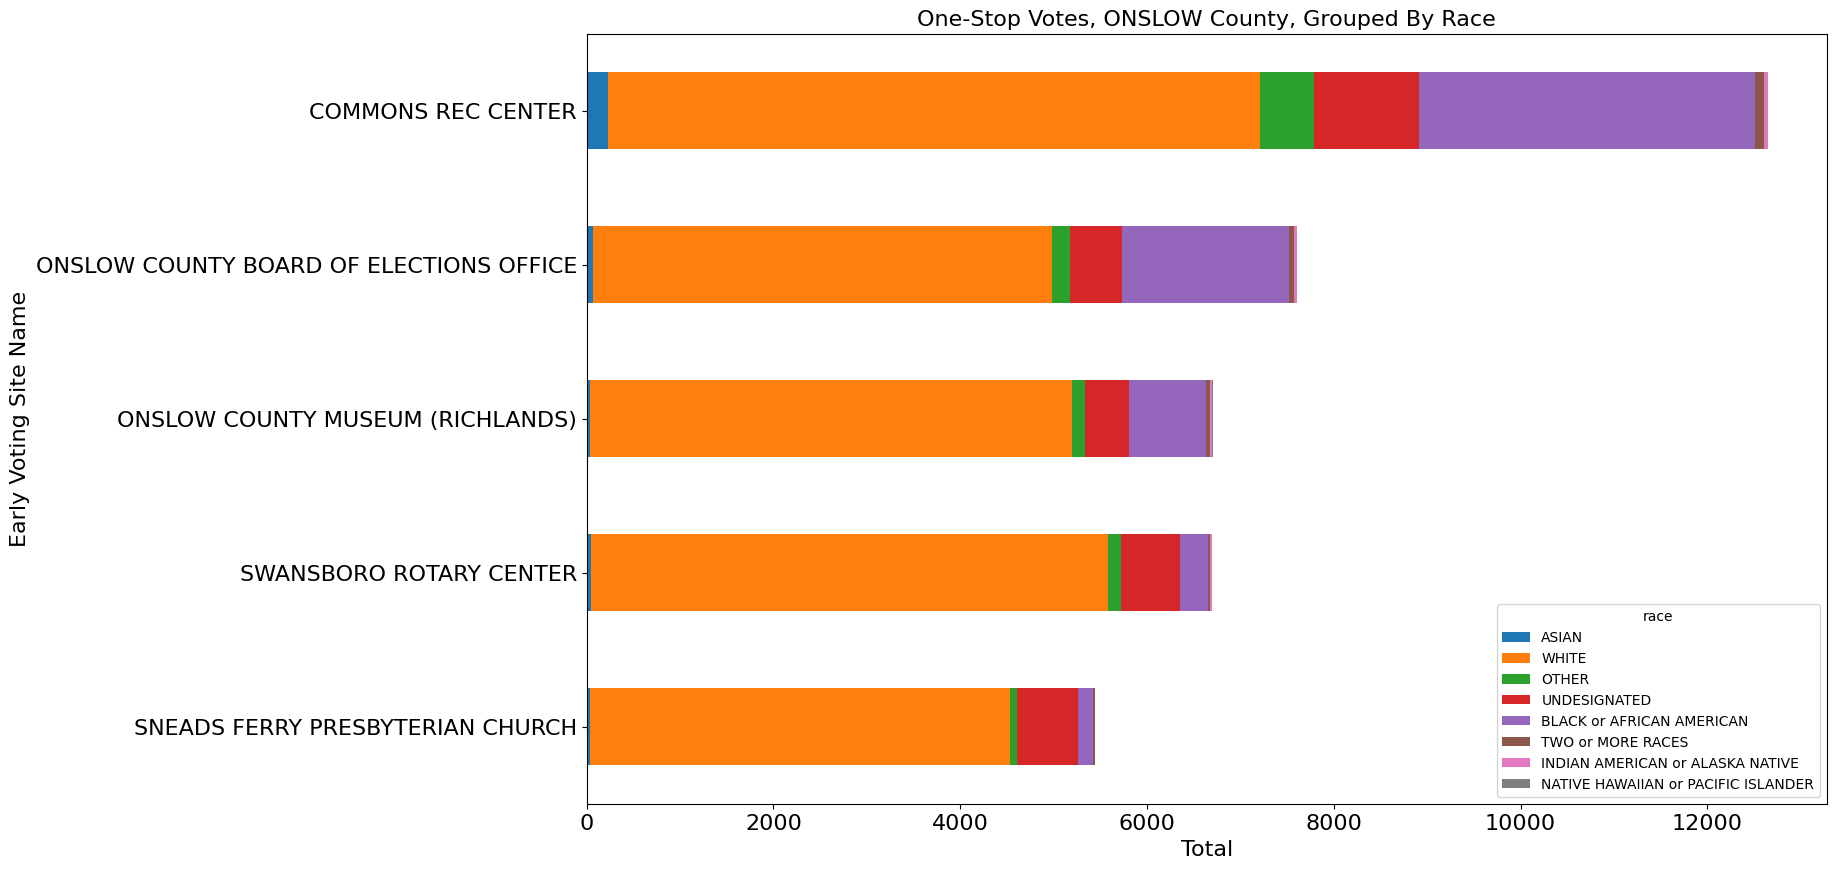 One-Stop Votes, ONSLOW County, Grouped By Race
Early Voting Site Name
COMMONS REC CENTER
ONSLOW COUNTY BOARD OF ELECTIONS OFFICE
ONSLOW COUNTY MUSEUM (RICHLANDS)
SWANSBORO ROTARY CENTER
SNEADS FERRY PRESBYTERIAN CHURCH
race
ASIAN
WHITE
OTHER
UNDESIGNATED
BLACK or AFRICAN AMERICAN
TWO or MORE RACES
INDIAN AMERICAN or ALASKA NATIVE
NATIVE HAWAIIAN or PACIFIC ISLANDER
0 2000 4000 6000 8000 10000 12000
Total